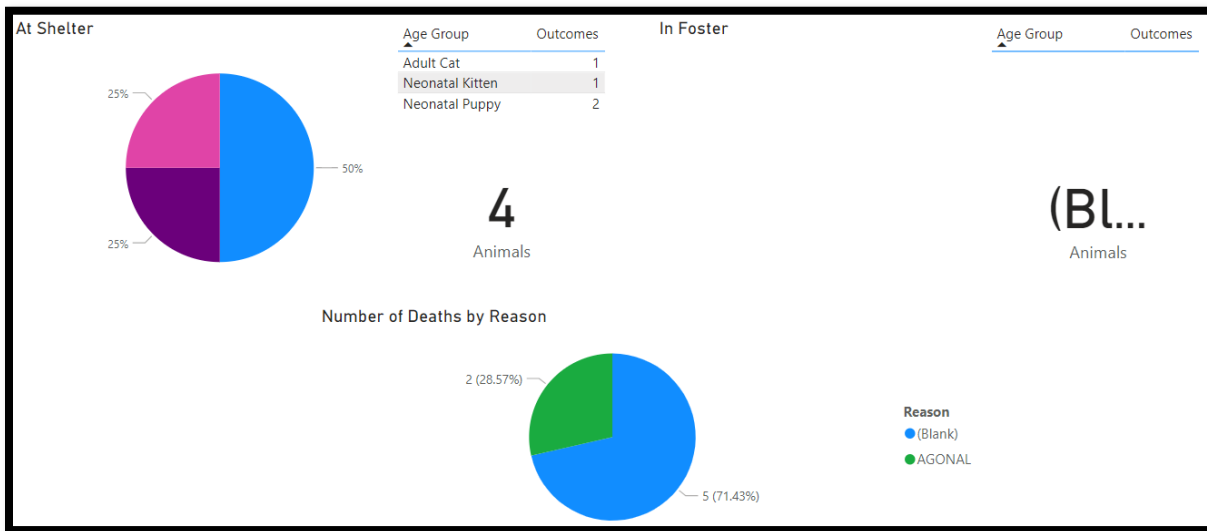 At Shelter
Age Group Outcomes
Adult Cat 1
Neonatal Kitten 1
Neonatal Puppy 2
25%
50%
25%
4
Animals
In Foster
Age Group Outcomes
(Bl...
Animals
Number of Deaths by Reason
2 (28.57%)
5 (71.43%)
Reason
(Blank)
AGONAL